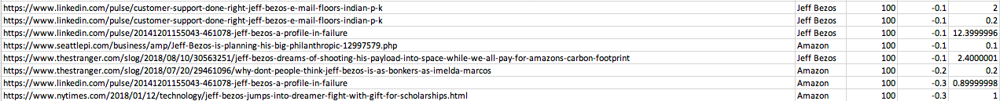 https://www.linkedin.com/pulse/customer-support-done-right-jeff-bezos-e-mail-floors-indian-p-k Jeff Bezos 100 -0.1 2
https://www.linkedin.com/pulse/customer-support-done-right-jeff-bezos-e-mail-floors-indian-p-k Jeff Bezos 100 -0.1 0.2
https://www.linkedin.com/pulse/20141201155043-461078-jeff-bezos-a-profile-in-failure Jeff Bezos 100 -0.1 12.3999996
https://www.seattlepi.com/business/amp/Jeff-Bezos-is-planning-his-big-philanthropic-12997579.php Amazon 100 -0.1 0.1
https://www.thestranger.com/slog/2018/08/10/30563251/jeff-bezos-dreams-of-shooting-his-payload-into-space-while-we-all-pay-for-amazons-carbon-footprint Jeff Bezos 100 -0.1 2.4000001
https://www.thestranger.com/slog/2018/07/20/29461096/why-dont-people-think-jeff-bezos-is-as-bonkers-as-imelda-marcos Amazon 100 -0.2 0.2
https://www.linkedin.com/pulse/20141201155043-461078-jeff-bezos-a-profile-in-failure Amazon 100 -0.3 0.89999998
https://www.nytimes.com/2018/01/12/technology/jeff-bezos-jumps-into-dreamer-fight-with-gift-for-scholarships.html Amazon 100 -0.3 1